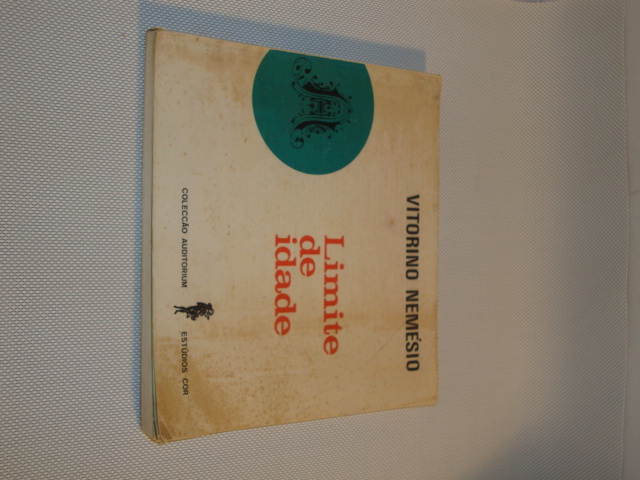 VITORINO NEMÉSIO
Limite
de
idade
COLECÇÃO AUDITORIUM
ESTÚDIOS COR